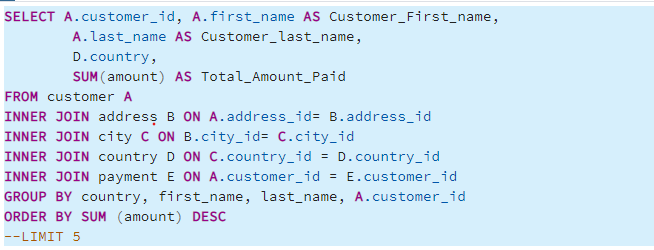 SELECT A.customer_id, A.first_name AS Customer_First_name,
A.last_name AS Customer_last_name,
D.country,
SUM(amount) AS Total_Amount_Paid
FROM customer A
INNER JOIN address B ON A.address_id= B.address_id
INNER JOIN city C ON B.city_id= C.city_id
INNER JOIN country D ON C.country_id = D.country_id
INNER JOIN payment E ON A.customer_id = E.customer_id
GROUP BY country, first_name, last_name, A.customer_id
ORDER BY SUM (amount) DESC
--LIMIT 5